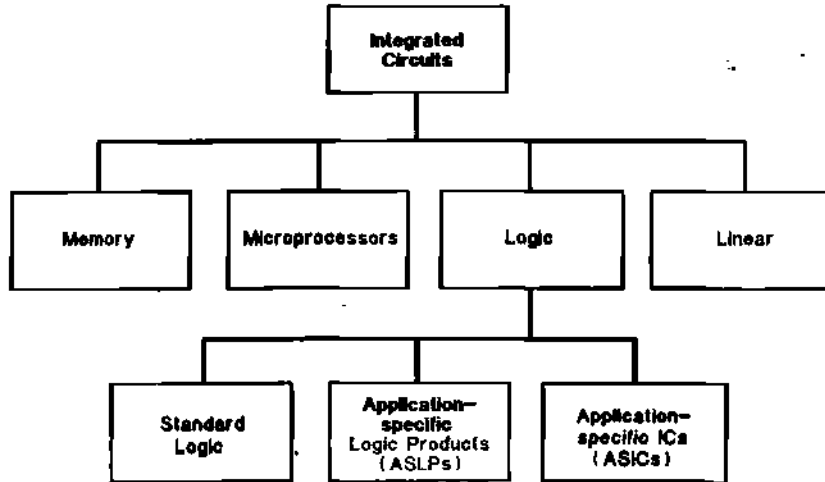 Integrated
Circuits
Memory
Microprocessors
Logic
Linear
Standard
Logic
Application-
specific
Logic Products
(ASLPs)
Application-
specific ICs
(ASICs)